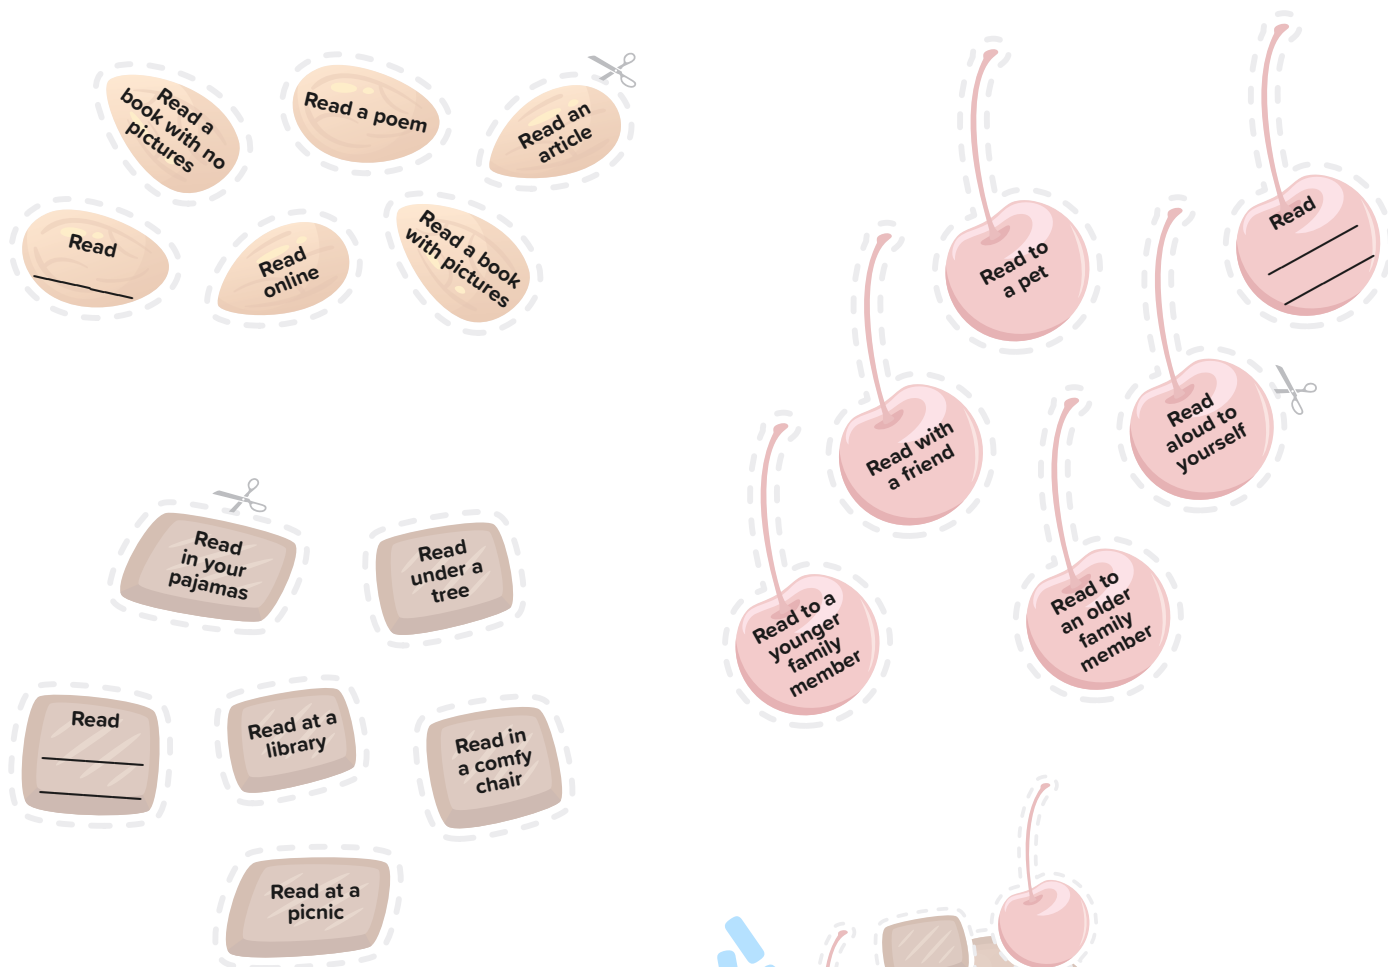 Read a
book with no
pictures
Read a poem
Read an
article
Read
Read
online
Read a book
with pictures
Read
in your
pajamas
Read
under a
tree
Read
Read at a
library
Read in
a comfy
chair
Read at a
picnic
Read to
a pet
Read
Read with
a friend
Read
aloud to
yourself
Read to a
younger
family
member
Read to
an older
family
member